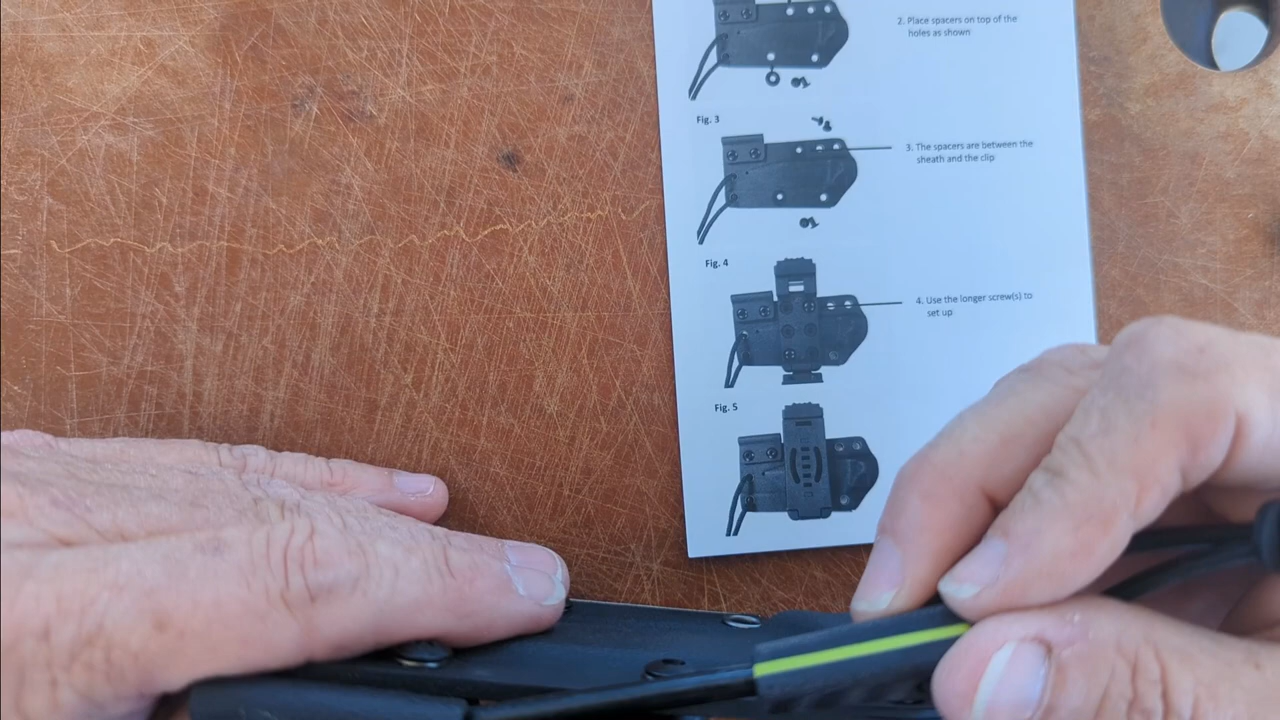 2. Place spacers on top of the
holes as shown
Fig. 3
3. The spacers are between the
sheath and the clip
Fig. 4
4. Use the longer screw(s) to
set up
Fig. 5